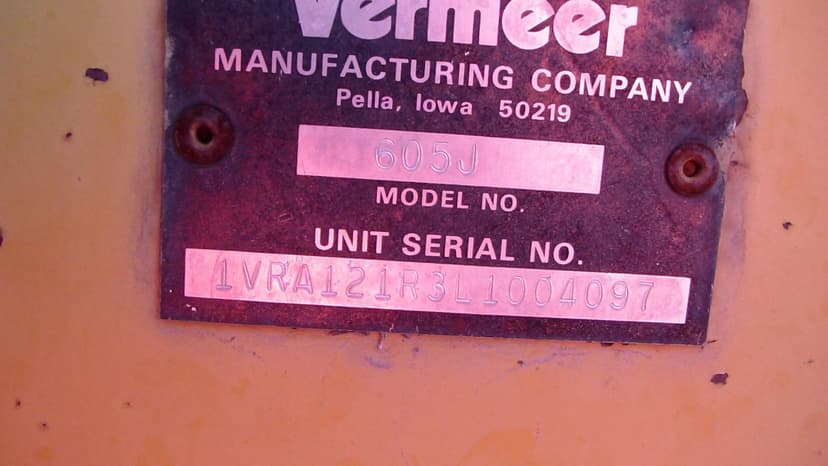 Vermeer
MANUFACTURING COMPANY
Pella, Iowa 50219
605J
MODEL NO.
UNIT SERIAL NO.
1VRA121R3L1004097